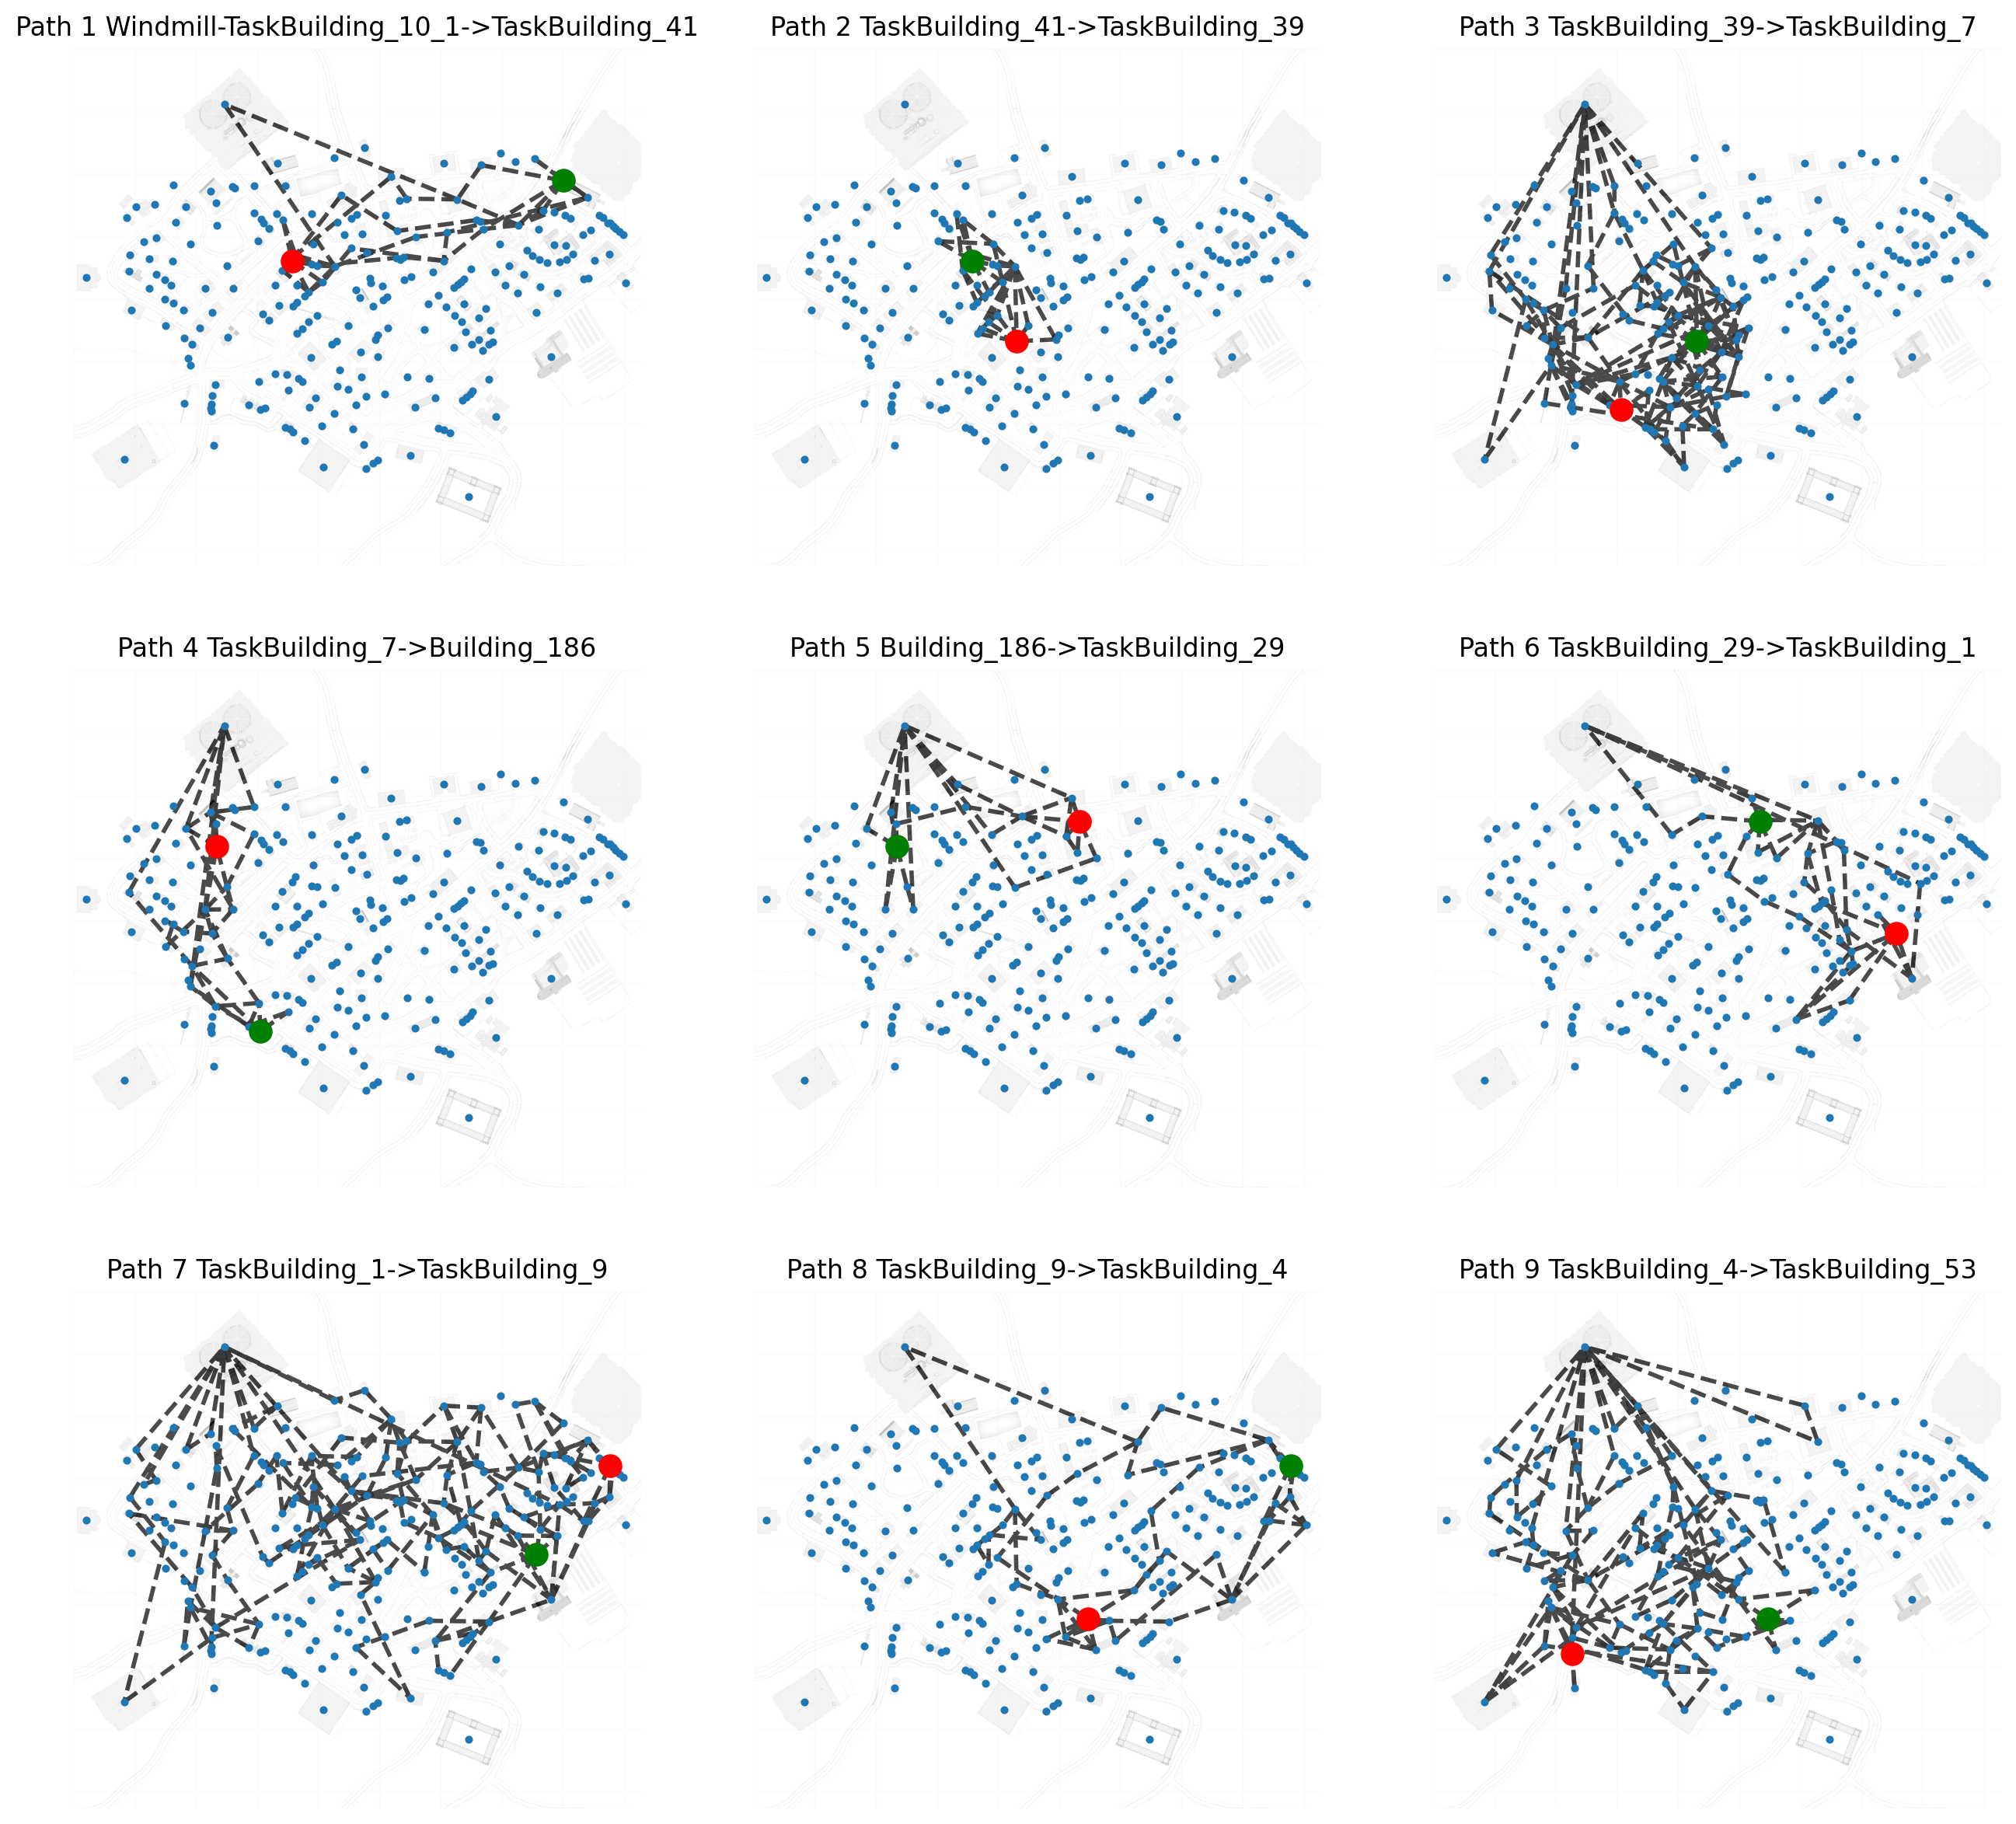 Path 1 Windmill-TaskBuilding_10_1->TaskBuilding_41
Path 2 TaskBuilding_41->TaskBuilding_39
Path 3 TaskBuilding_39->TaskBuilding_7
Path 4 TaskBuilding_7->Building_186
Path 5 Building_186->TaskBuilding_29
Path 6 TaskBuilding_29->TaskBuilding_1
Path 7 TaskBuilding_1->TaskBuilding_9
Path 8 TaskBuilding_9->TaskBuilding_4
Path 9 TaskBuilding_4->TaskBuilding_53